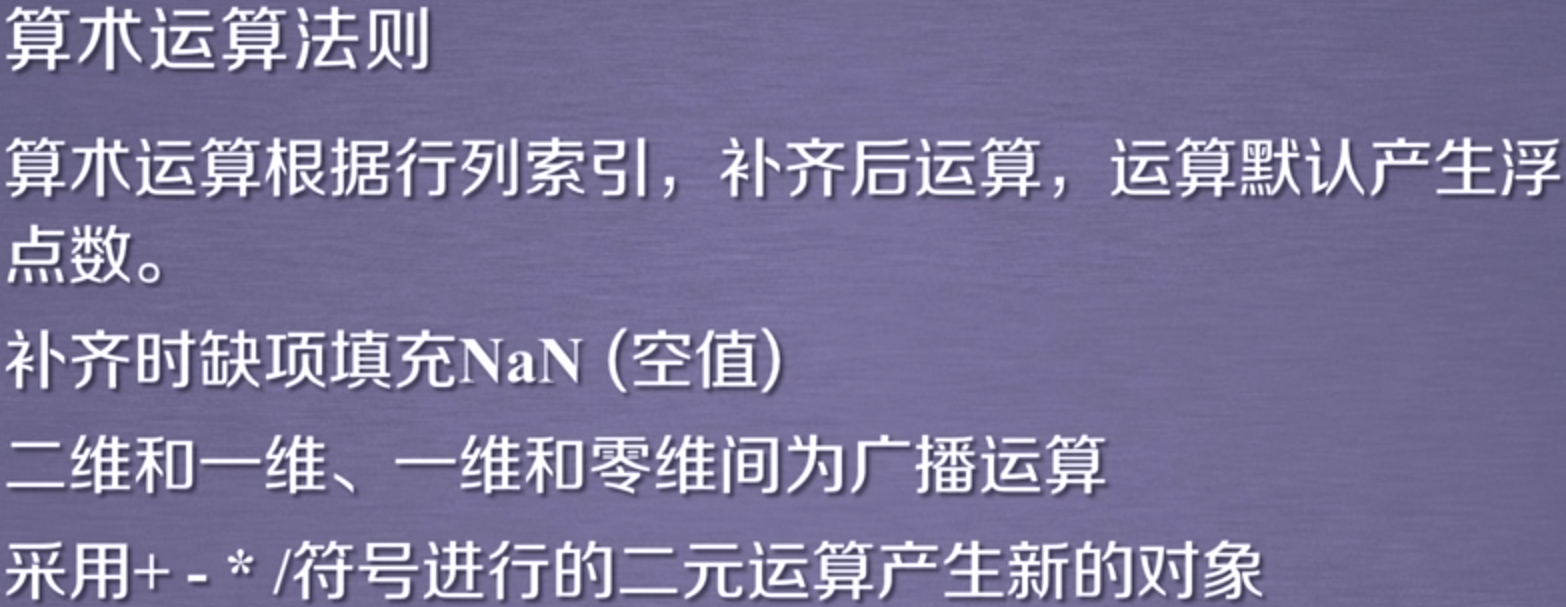 算术运算法则
算术运算根据行列索引，补齐后运算，运算默认产生浮
点数。
补齐时缺项填充NaN (空值)
二维和一维、一维和零维间为广播运算
采用+ - * /符号进行的二元运算产生新的对象